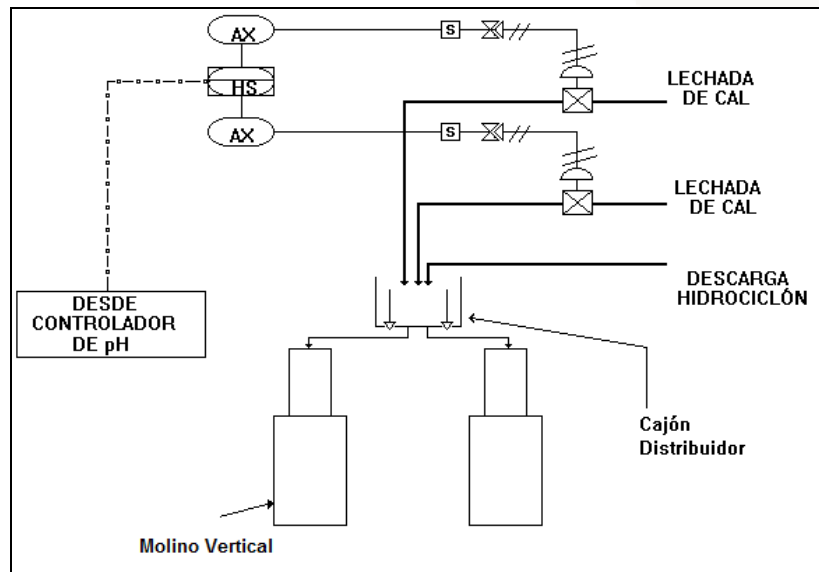 AX
S
LECHADA
DE CAL
HS
AX
S
LECHADA
DE CAL
DESCARGA
HIDROCICLÓN
DESDE
CONTROLADOR
DE pH
Cajón
Distribuidor
Molino Vertical